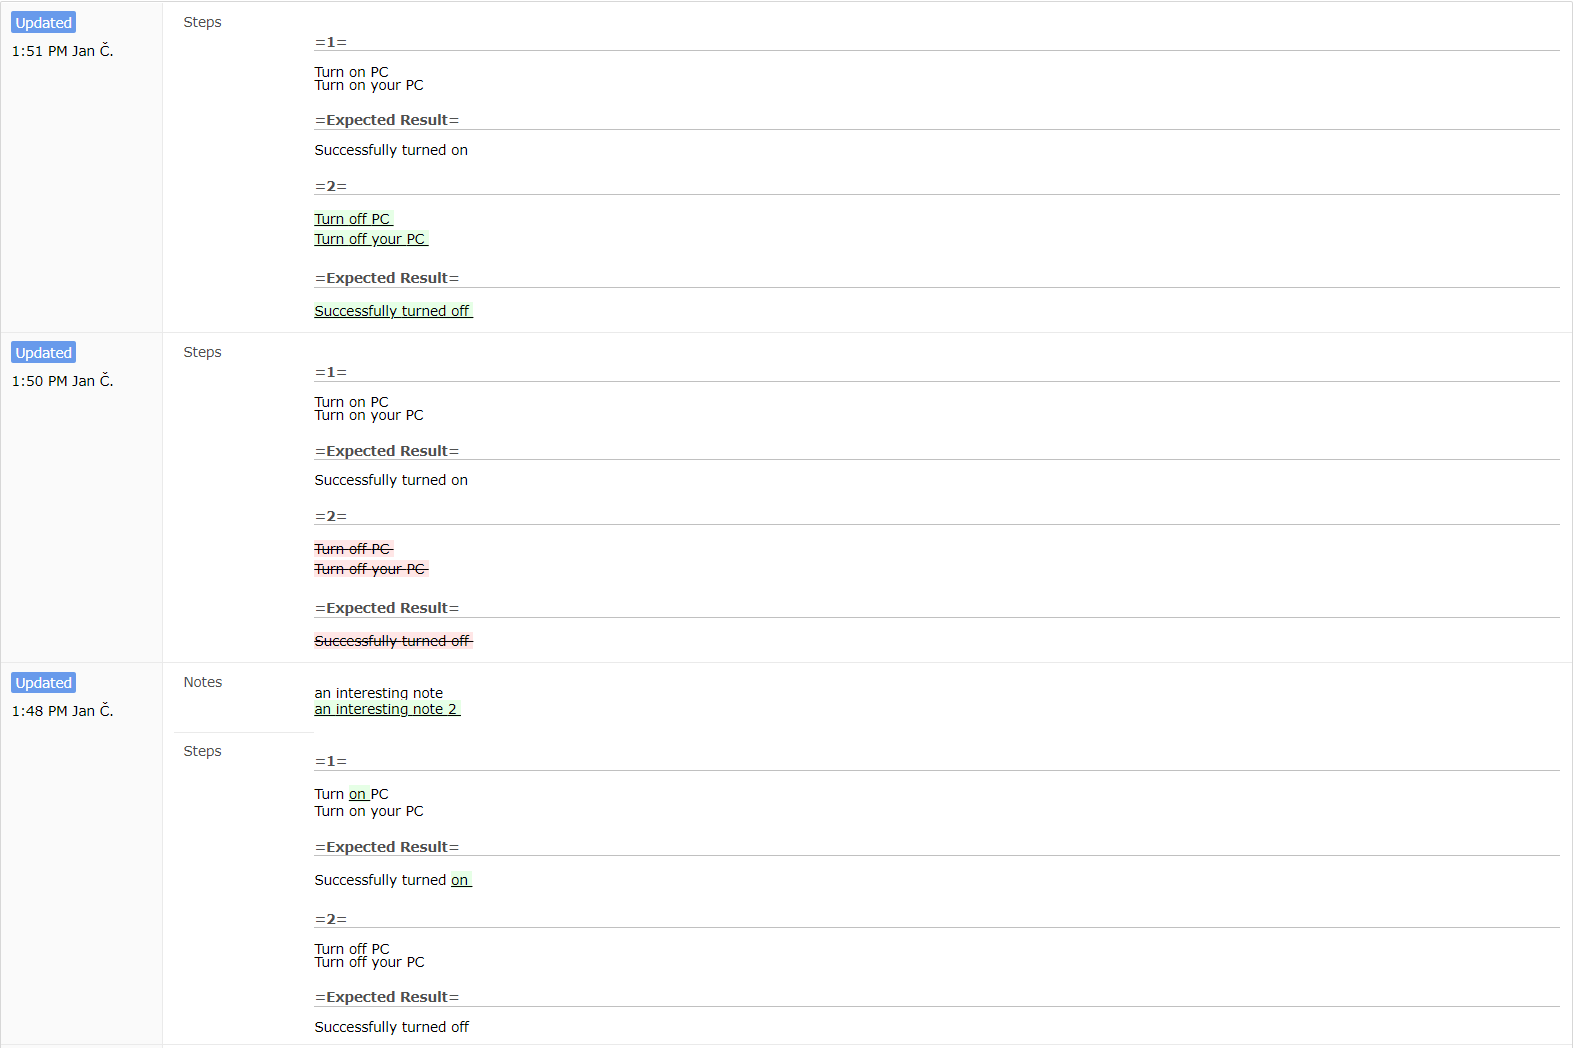 Updated
1:51 PM Jan Č.
Steps
=1=
Turn on PC
Turn on your PC
=Expected Result=
Successfully turned on
=2=
Turn off PC
Turn off your PC
=Expected Result=
Successfully turned off
Updated
1:50 PM Jan Č.
Steps
=1=
Turn on PC
Turn on your PC
=Expected Result=
Successfully turned on
=2=
Turn off PC
Turn off your PC
=Expected Result=
Successfully turned off
Updated
1:48 PM Jan Č.
Notes
an interesting note
an interesting note 2
Steps
=1=
Turn on PC
Turn on your PC
=Expected Result=
Successfully turned on
=2=
Turn off PC
Turn off your PC
=Expected Result=
Successfully turned off